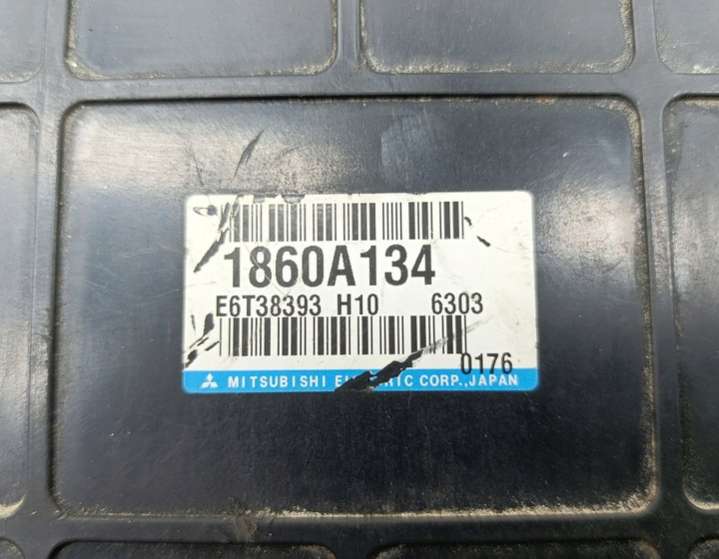 1860A134
E6T38393 H10 6303
0176
MITSUBISHI CORP.,JAPAN